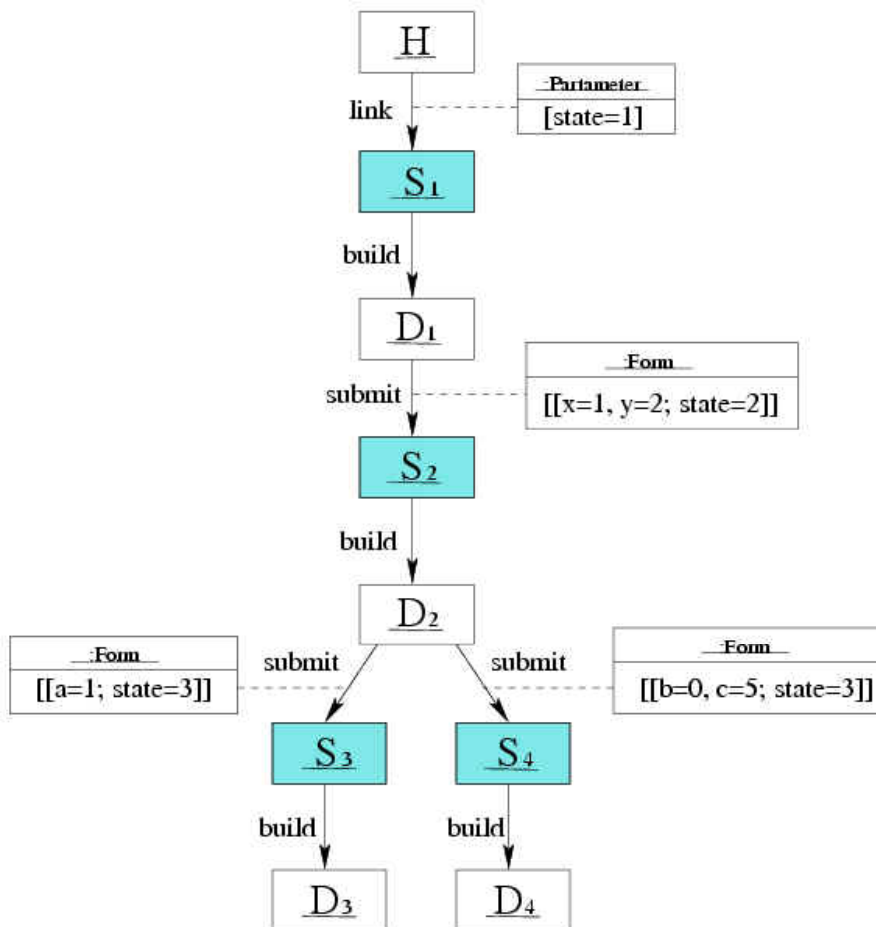 H
:Partameter
link
[state=1]
S1
build
D1
:Form
submit
[[x=1, y=2; state=2]]
S2
build
D2
:Form
submit
submit
:Form
[[a=1; state=3]]
[[b=0, c=5; state=3]]
S3
S4
build
build
D3
D4